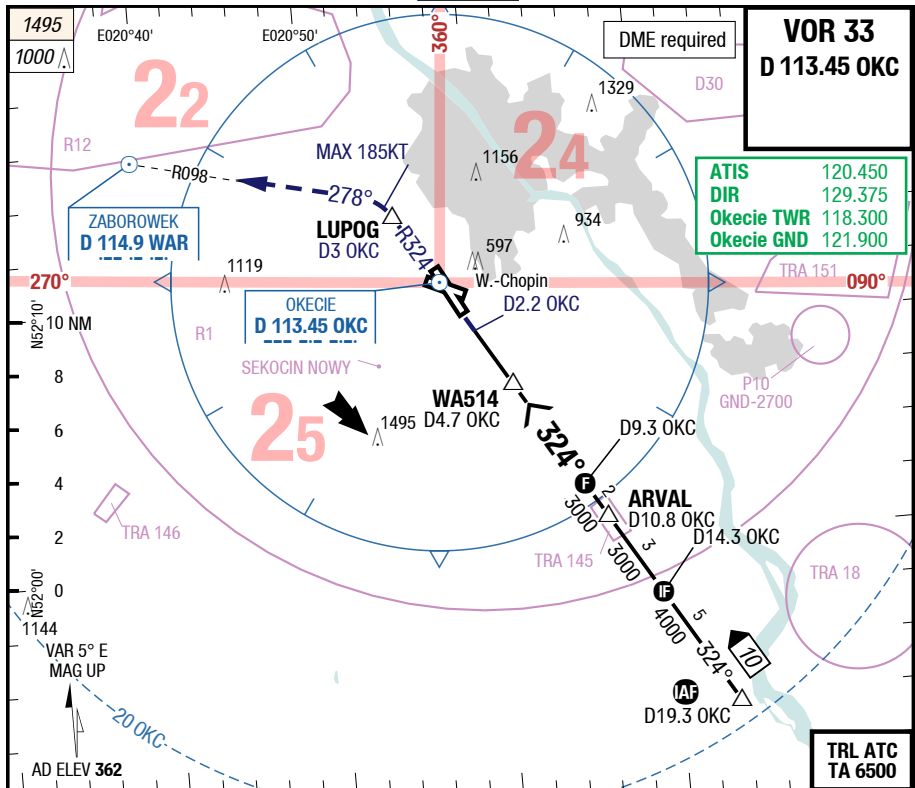 1495
1000
E020°40'
E020°50'
360°
DME required
VOR 33
D 113.45 OKC
22
24
1329
D30
R12
MAX 185KT
1156
R098
278°
ATIS 120.450
DIR 129.375
Okecie TWR 118.300
Okecie GND 121.900
ZABOROWEK
D 114.9 WAR
LUPOG
D3 OKC
R324
934
597
1119
W.-Chopin
TRA 151
270°
090°
OKECIE
D 113.45 OKC
D2.2 OKC
N52°10'
10 NM
R1
SEKOCIN NOWY
P10
GND-2700
8
WA514
D4.7 OKC
25
1495
6
324°
D9.3 OKC
4
F
2
ARVAL
D10.8 OKC
3000
TRA 146
2
TRA 145
3000
3
D14.3 OKC
TRA 18
0
N52°00'
IF
1144
4000
5
VAR 5° E
MAG UP
324°
10
IAF
D19.3 OKC
20 OKC
AD ELEV 362
TRL ATC
TA 6500